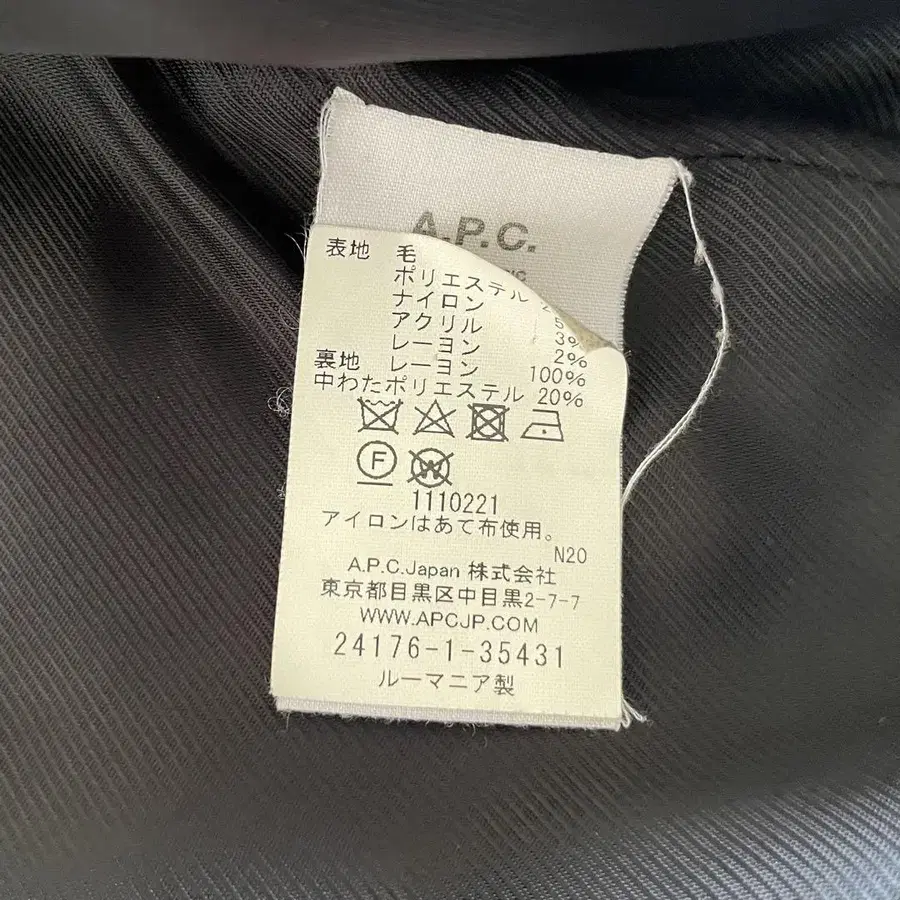 A.P.C.
表地 毛
ポリエステル
ナイロン 5
アクリル 3%
レーヨン 2%
裏地 レーヨン 100%
中わたポリエステル 20%
F
W
1110221
アイロンはあて布使用。
N20
A.P.C.Japan 株式会社
東京都目黒区中目黒2-7-7
WWW.APCJP.COM
24176-1-35431
ルーマニア製